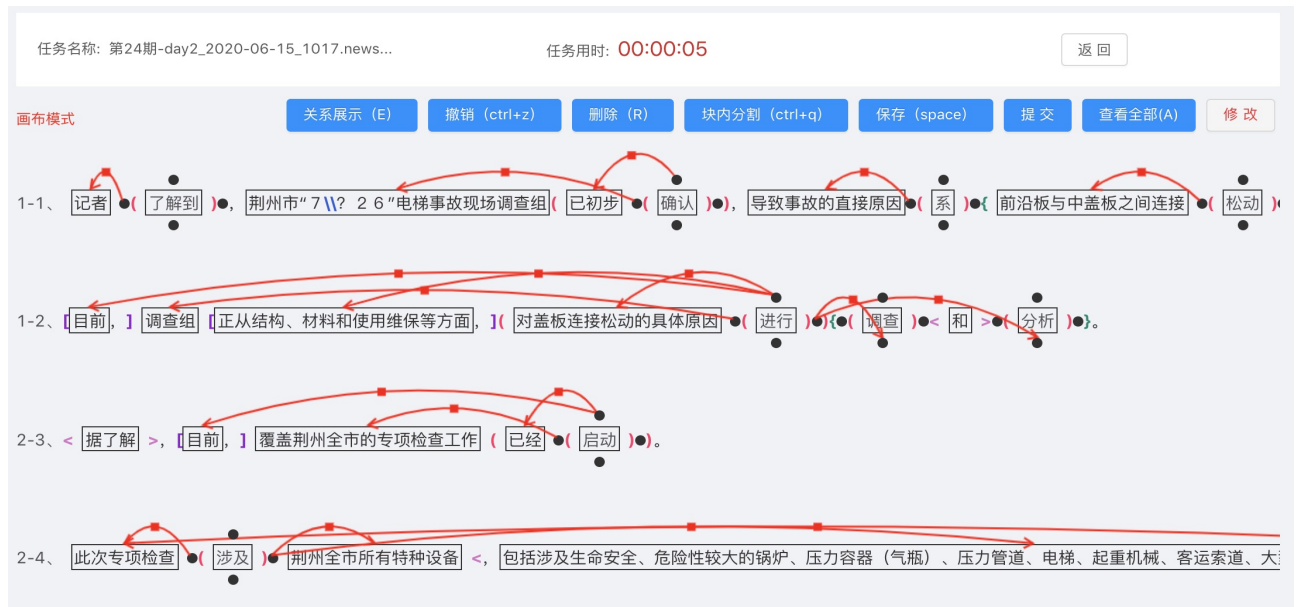 任务名称: 第24期-day2_2020-06-15_1017.news... 任务用时: 00:00:05 返 回
画布模式 关系展示（E） 撤销（ctrl+z） 删除（R） 块内分割（ctrl+q） 保存（space） 提 交 查看全部(A) 修 改
1-1、 记者 ●( 了解到 )●, 荆州市“７\\? ２６”电梯事故现场调查组( 已初步 ●( 确认 )●), 导致事故的直接原因●( 系 )●{ 前沿板与中盖板之间连接 ●( 松动 )●
1-2、[目前, ] 调查组 [正从结构、材料和使用维保等方面, ]( 对盖板连接松动的具体原因 ●( 进行 )●){●( 调查 )●< 和 >●( 分析 )●}。
2-3、< 据了解 >, [目前, ] 覆盖荆州全市的专项检查工作 ( 已经 ●( 启动 )●)。
2-4、 此次专项检查 ●( 涉及 )● 荆州全市所有特种设备 <, 包括涉及生命安全、危险性较大的锅炉、压力容器（气瓶）、压力管道、电梯、起重机械、客运索道、